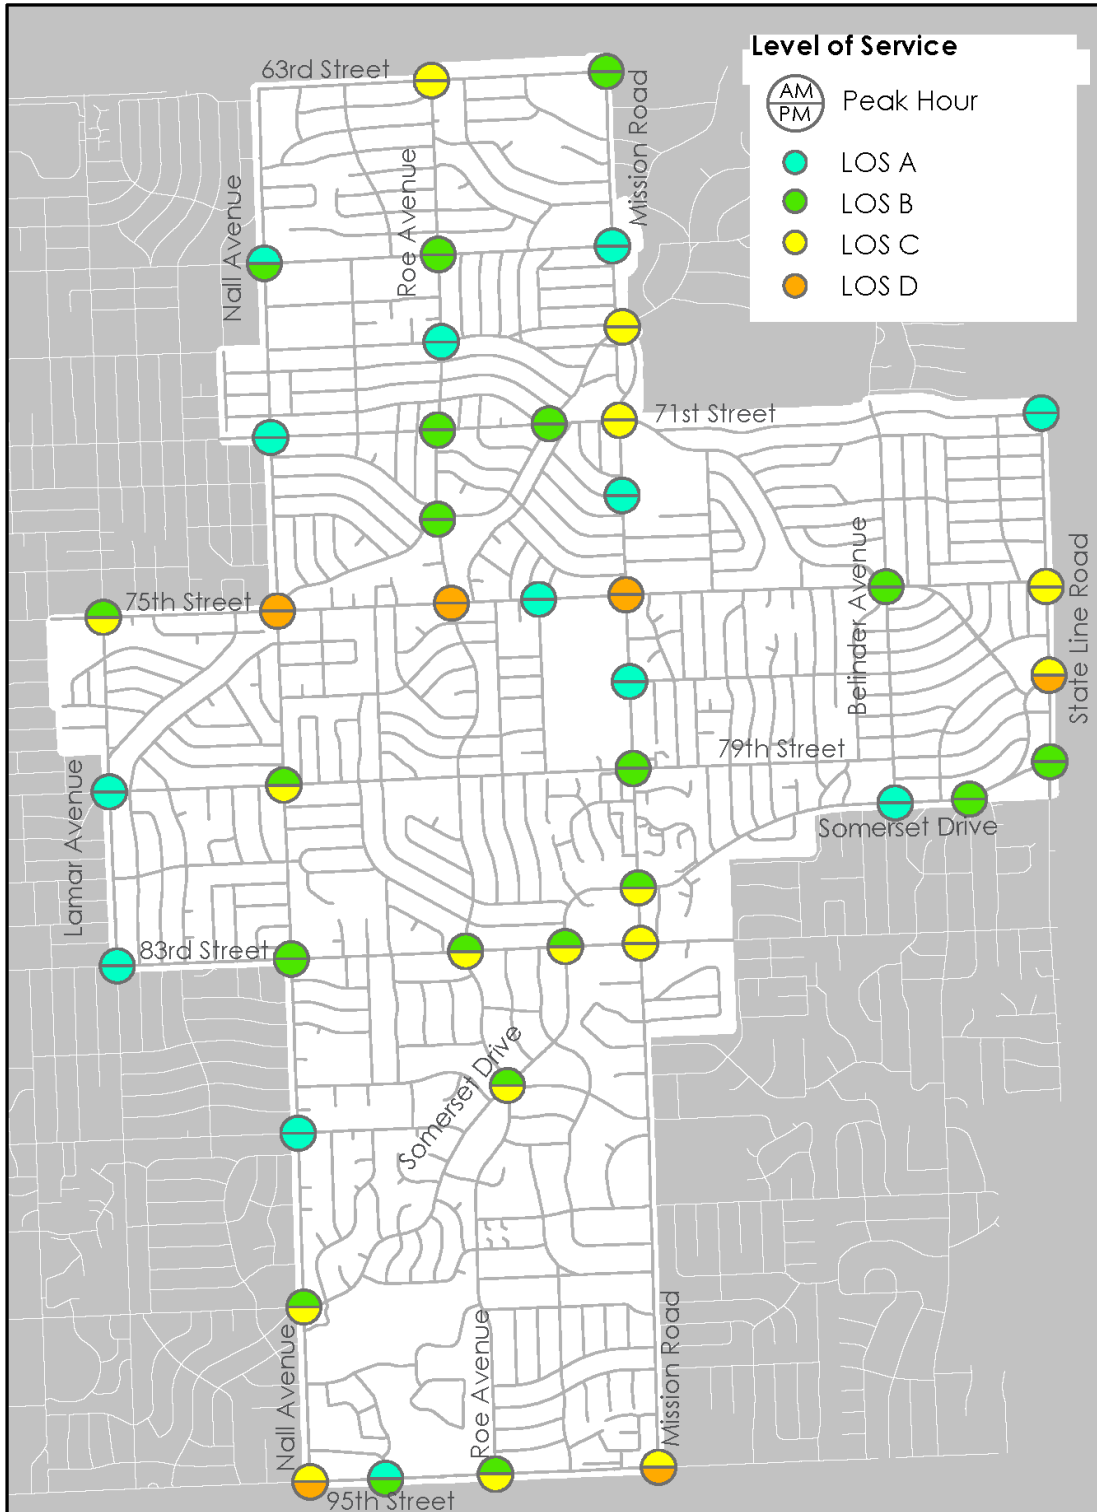 Level of Service
AM
PM
Peak Hour
LOS A
LOS B
LOS C
LOS D
63rd Street
Mission Road
Roe Avenue
Nall Avenue
71st Street
75th Street
Belinder Avenue
State Line Road
79th Street
Lamar Avenue
Somerset Drive
83rd Street
Somerset Drive
Nall Avenue
Roe Avenue
Mission Road
95th Street